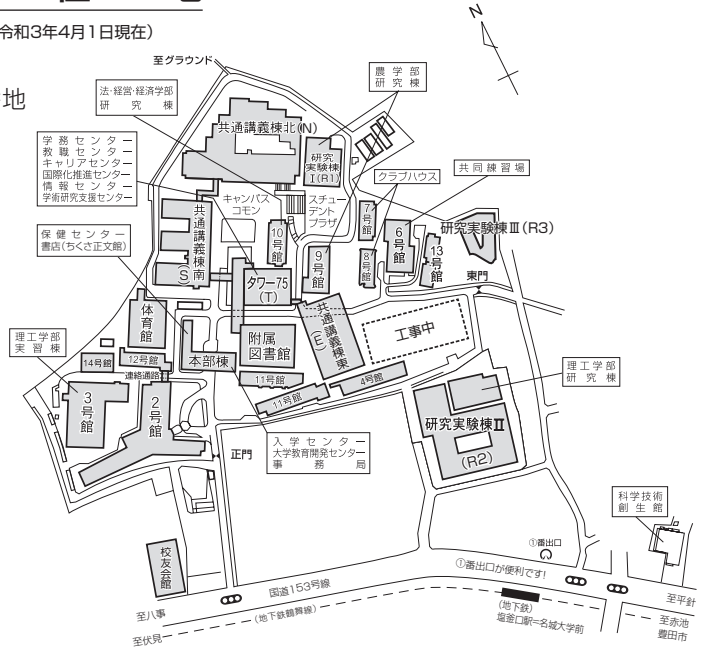 令和3年4月1日現在）
地
N
至グラウンド
法・経営・経済学部
研究棟
農学部
研究棟
共通講義棟北(N)
研究
実験棟
I(R1)
学務センター
教職センター
キャリアセンター
国際化推進センター
情報センター
学術研究支援センター
クラブハウス
共同練習場
キャンパス
コモン
スチュー
デント
プラザ
共通講義棟南
(S)
10号館
7号館
6号館
研究実験棟Ⅲ(R3)
保健センター
書店(ちくさ正文館)
9号館
8号館
13号館
東門
タワー75
(T)
共通講義棟東
(E)
工事中
体育館
附属
図書館
理工学部
実習棟
14号館
12号館
本部棟
連絡通路
11号館
4号館
11号館
理工学部
研究棟
3号館
2号館
研究実験棟Ⅱ
(R2)
正門
入学センター
大学教育開発センター
事務局
科学技術
創生館
校友会館
①番出口
①番出口が便利です!
国道153号線
至八事
(地下鉄鶴舞線)
至伏見
(地下鉄)
塩釜口駅=名城大学前
至平針
至赤池
豊田市